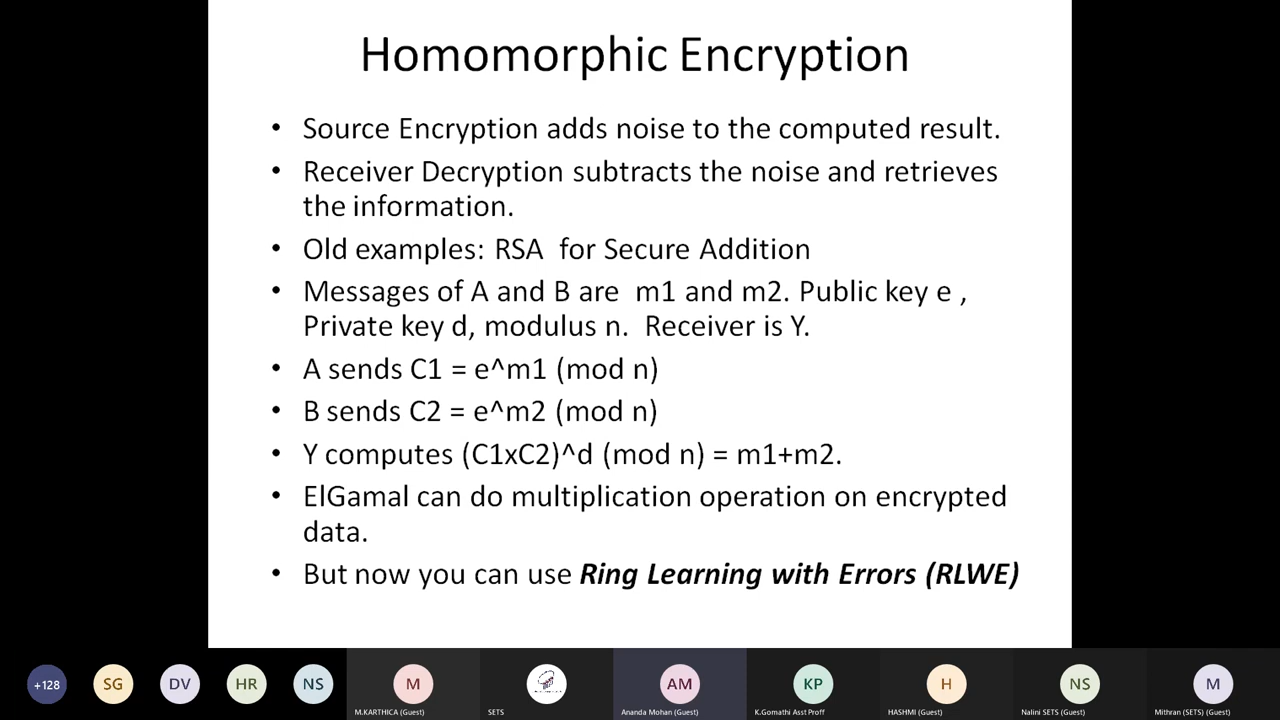 Homomorphic Encryption
• Source Encryption adds noise to the computed result.
• Receiver Decryption subtracts the noise and retrieves
the information.
• Old examples: RSA for Secure Addition
• Messages of A and B are m1 and m2. Public key e ,
Private key d, modulus n. Receiver is Y.
• A sends C1 = e^m1 (mod n)
• B sends C2 = e^m2 (mod n)
• Y computes (C1xC2)^d (mod n) = m1+m2.
• ElGamal can do multiplication operation on encrypted
data.
• But now you can use Ring Learning with Errors (RLWE)
+128 SG DV HR NS M AM KP H NS M
M.KARTHICA (Guest) SETS Ananda Mohan (Guest) K.Gomathi Asst Proff HASHMI (Guest) Nalini SETS (Guest) Mithran (SETS) (Guest)